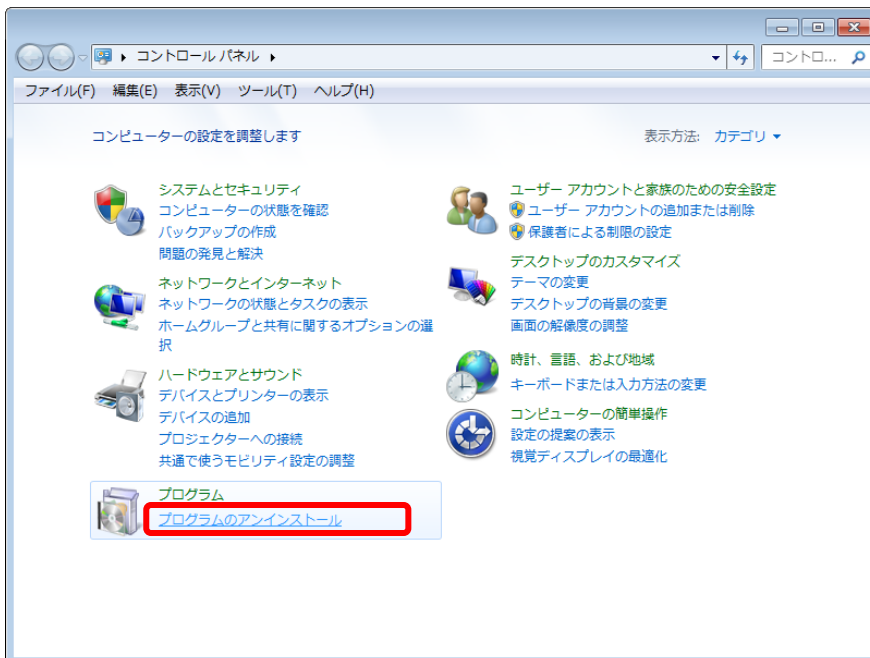 コントロール パネル
コントロ...
ファイル(F) 編集(E) 表示(V) ツール(T) ヘルプ(H)
コンピューターの設定を調整します
表示方法: カテゴリ
システムとセキュリティ
コンピューターの状態を確認
バックアップの作成
問題の発見と解決
ネットワークとインターネット
ネットワークの状態とタスクの表示
ホームグループと共有に関するオプションの選
択
ハードウェアとサウンド
デバイスとプリンターの表示
デバイスの追加
プロジェクターへの接続
共通で使うモビリティ設定の調整
プログラム
プログラムのアンインストール
ユーザー アカウントと家族のための安全設定
ユーザー アカウントの追加または削除
保護者による制限の設定
デスクトップのカスタマイズ
テーマの変更
デスクトップの背景の変更
画面の解像度の調整
時計、言語、および地域
キーボードまたは入力方法の変更
コンピューターの簡単操作
設定の提案の表示
視覚ディスプレイの最適化